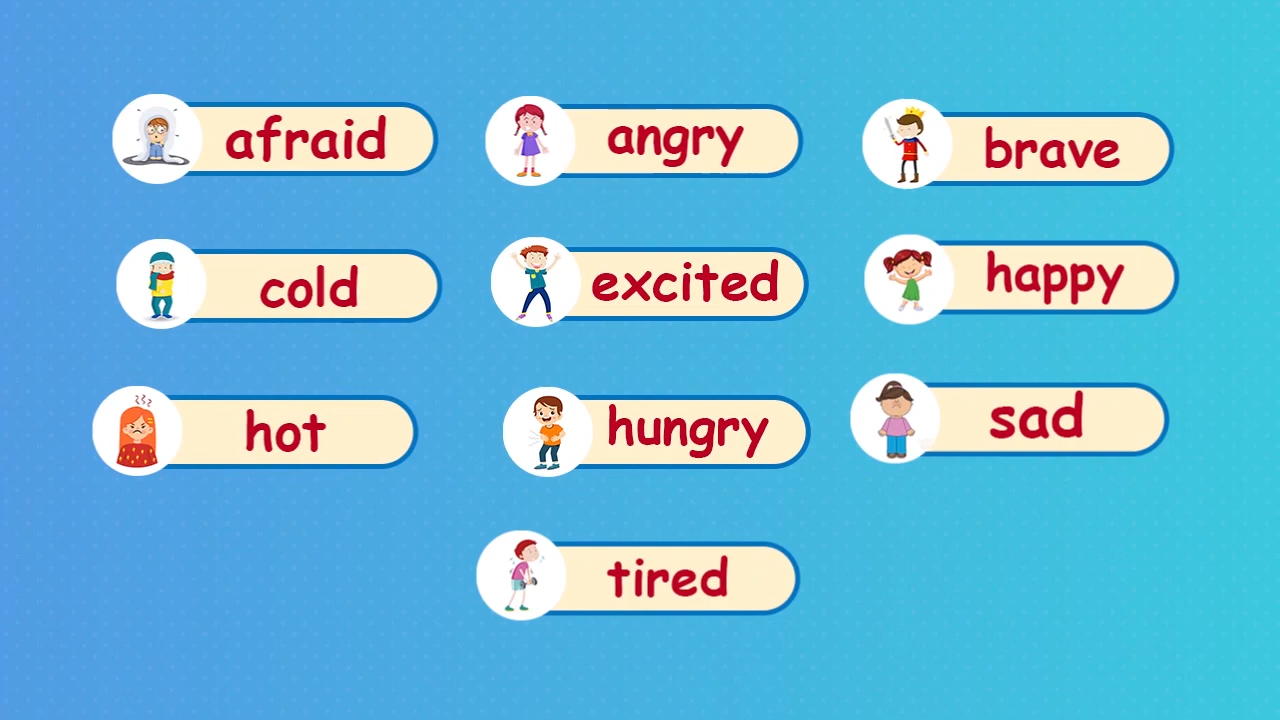 afraid
angry
brave
cold
excited
happy
hot
hungry
sad
tired